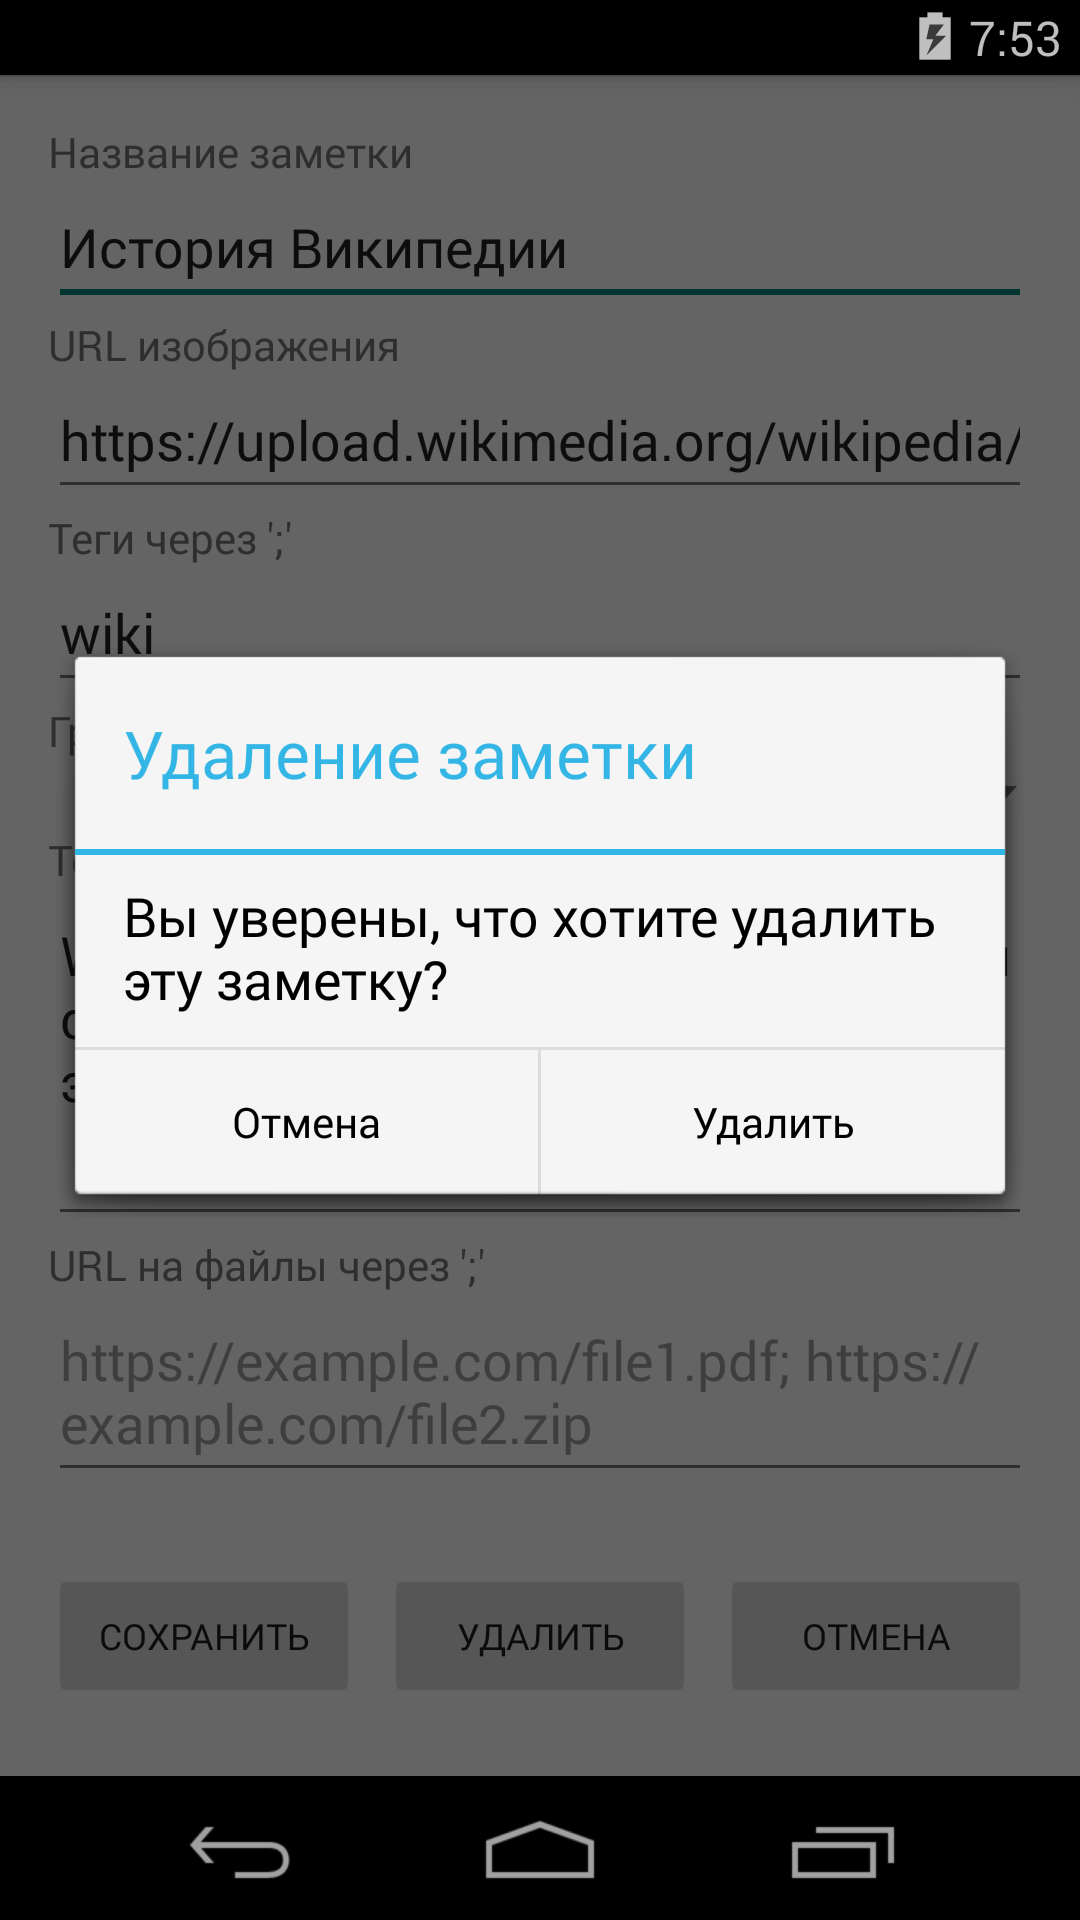 7:53
Название заметки
История Википедии
URL изображения
https://upload.wikimedia.org/wikipedia/
Теги через ';'
wiki
Удаление заметки
Вы уверены, что хотите удалить
эту заметку?
Отмена
Удалить
URL на файлы через ';'
https://example.com/file1.pdf; https://
example.com/file2.zip
СОХРАНИТЬ
УДАЛИТЬ
ОТМЕНА